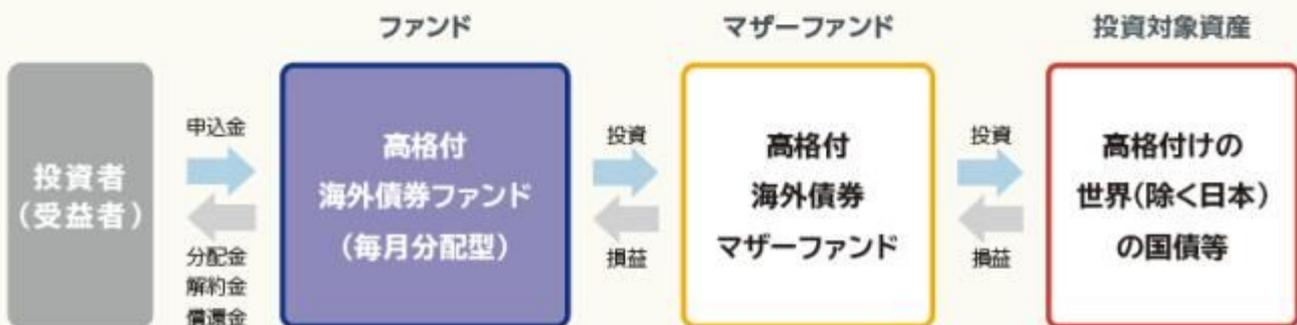 ファンド
マザーファンド
投資対象資産
投資者
(受益者)
申込金
分配金
解約金
償還金
高格付
海外債券ファンド
(毎月分配型)
投資
損益
高格付
海外債券
マザーファンド
投資
損益
高格付けの
世界(除く日本)
の国債等